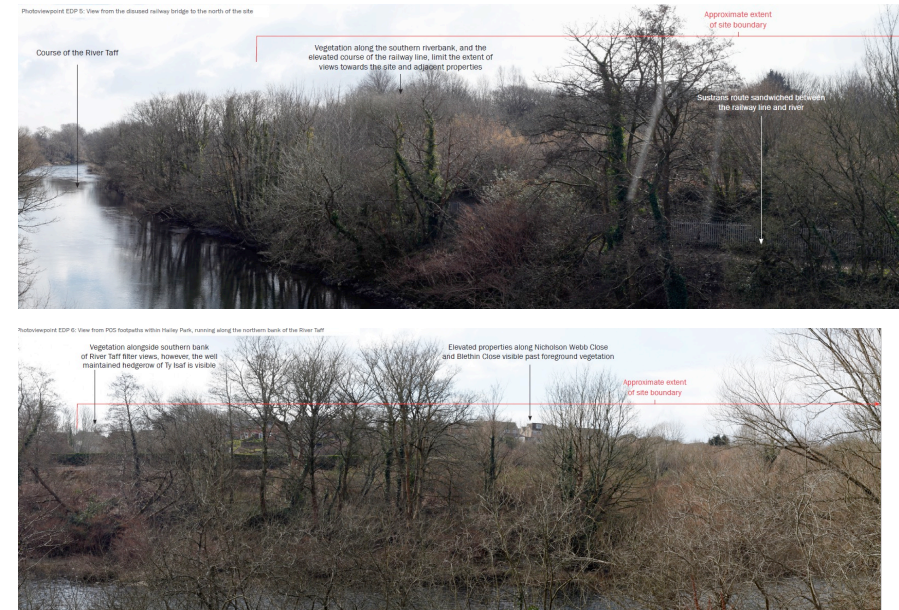 Photoviewpoint EDP 5: View from the disused railway bridge to the north of the site
Approximate extent
of site boundary
Course of the River Taff
Vegetation along the southern riverbank, and the
elevated course of the railway line, limit the extent of
views towards the site and adjacent properties
Sustrans route sandwiched between
the railway line and river
Photoviewpoint EDP 6: View from POS footpaths within Hailey Park, running along the northern bank of the River Taff
Vegetation alongside southern bank
of River Taff filter views, however, the well
maintained hedgerow of Ty Isaf is visible
Elevated properties along Nicholson Webb Close
and Blethin Close visible past foreground vegetation
Approximate extent
of site boundary